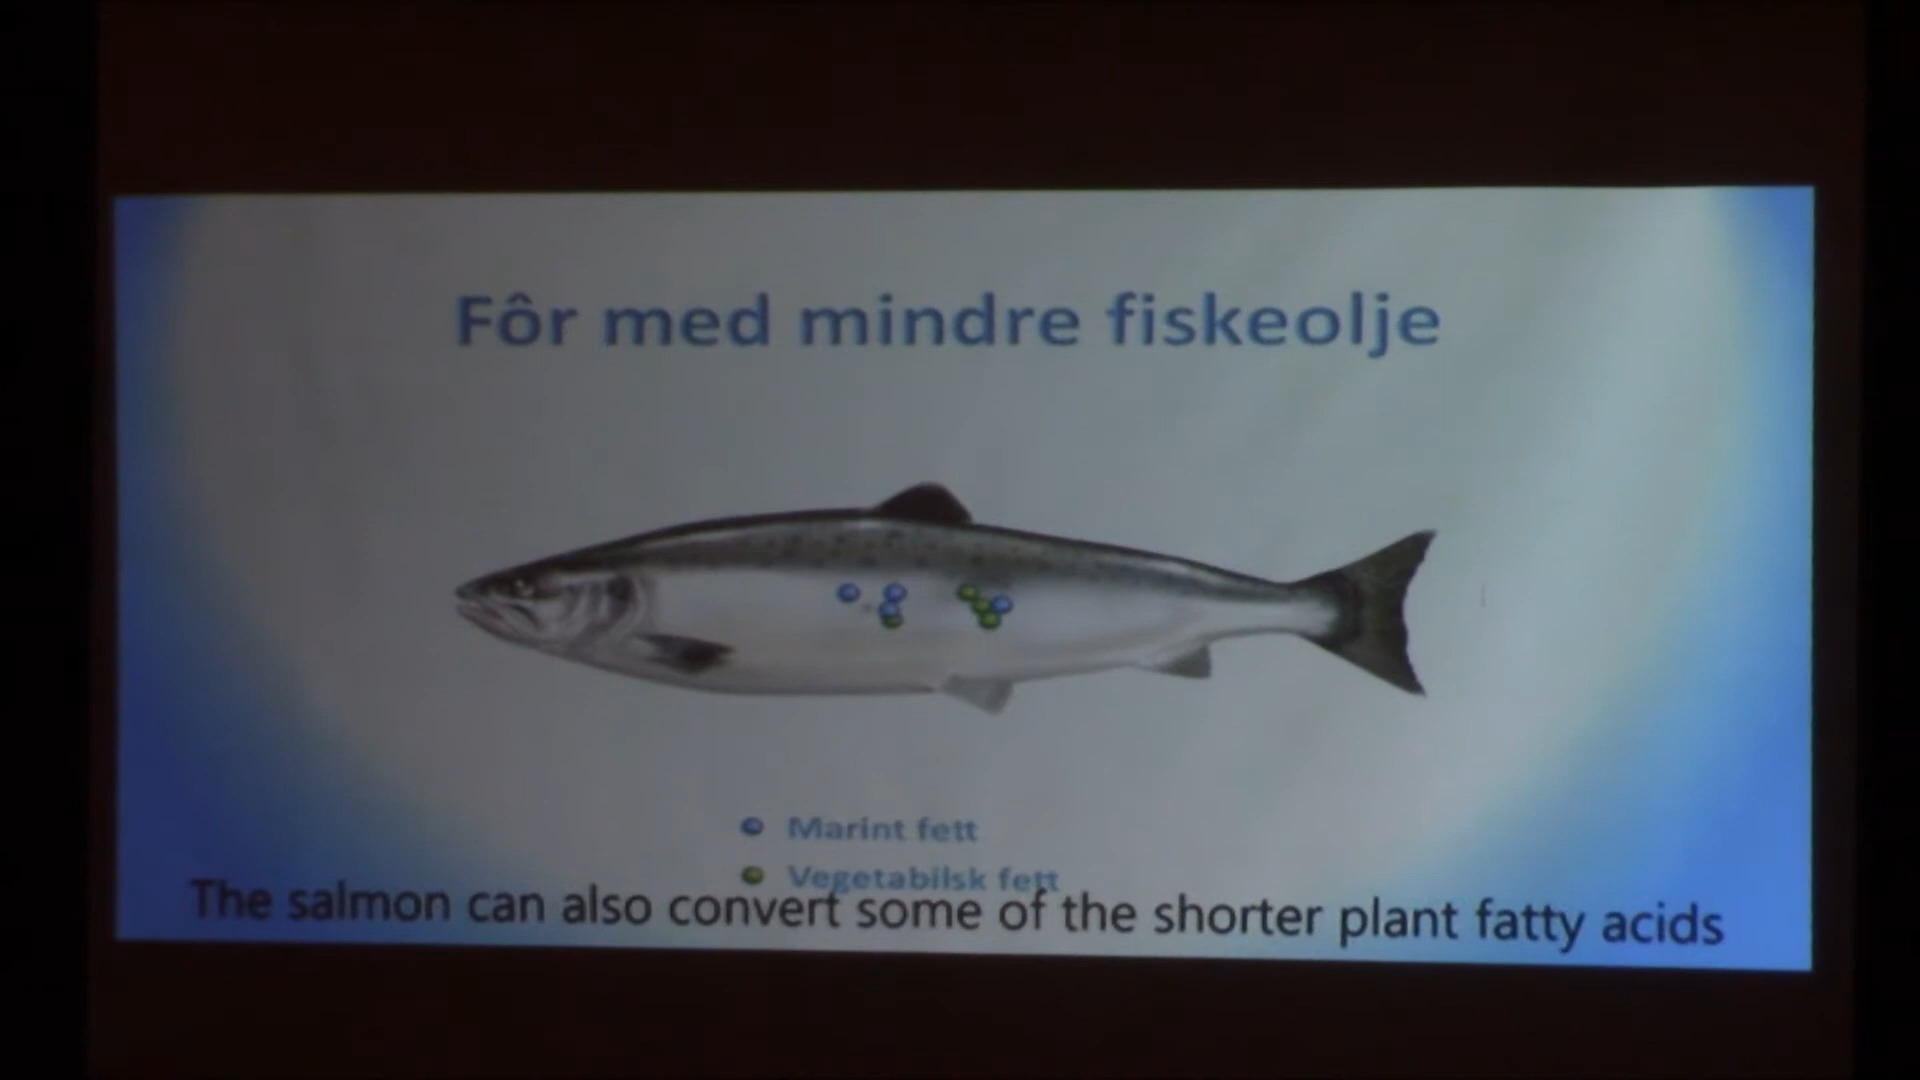 Fôr med mindre fiskeolje
Marint fett
Vegetabilsk fett
The salmon can also convert some of the shorter plant fatty acids